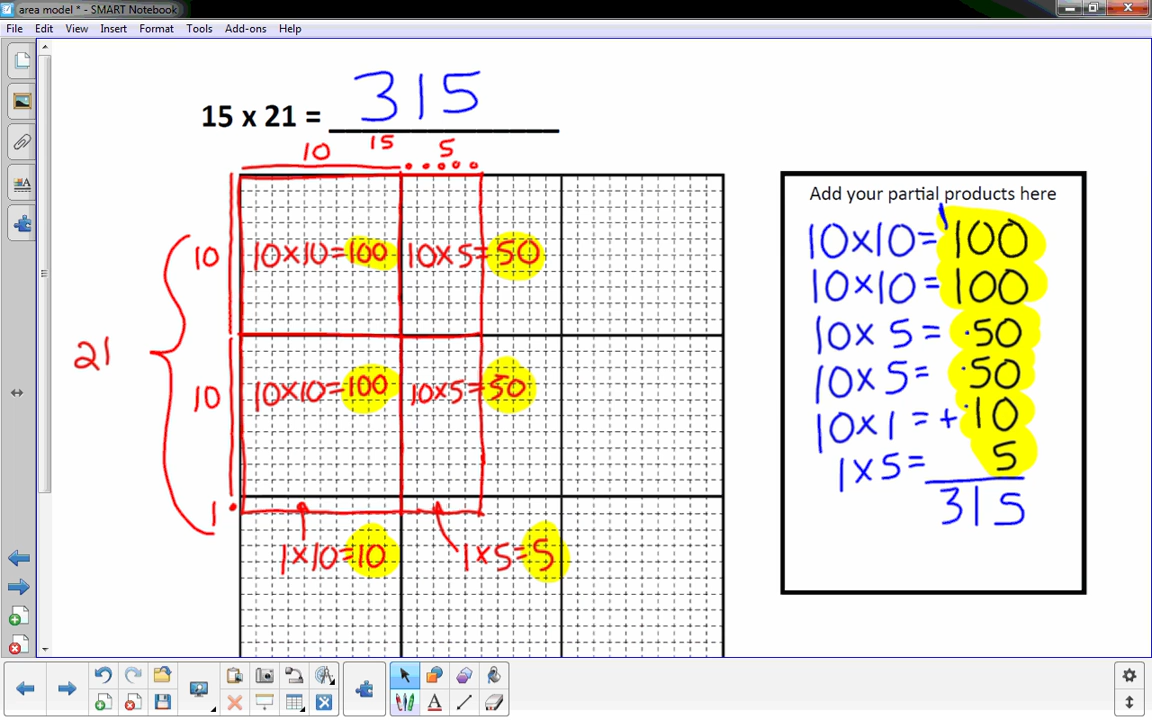 area model * - SMART Notebook
File Edit View Insert Format Tools Add-ons Help
15 x 21 = 315
10 15 5
Add your partial products here
10x10=100
10x10=100
10x5=.50
10x5=.50
10x1=+.10
1x5=5
315
21
10
10x10=100 10x5=50
10
10x10=100 10x5=50
1
1x10=10 1x5=5